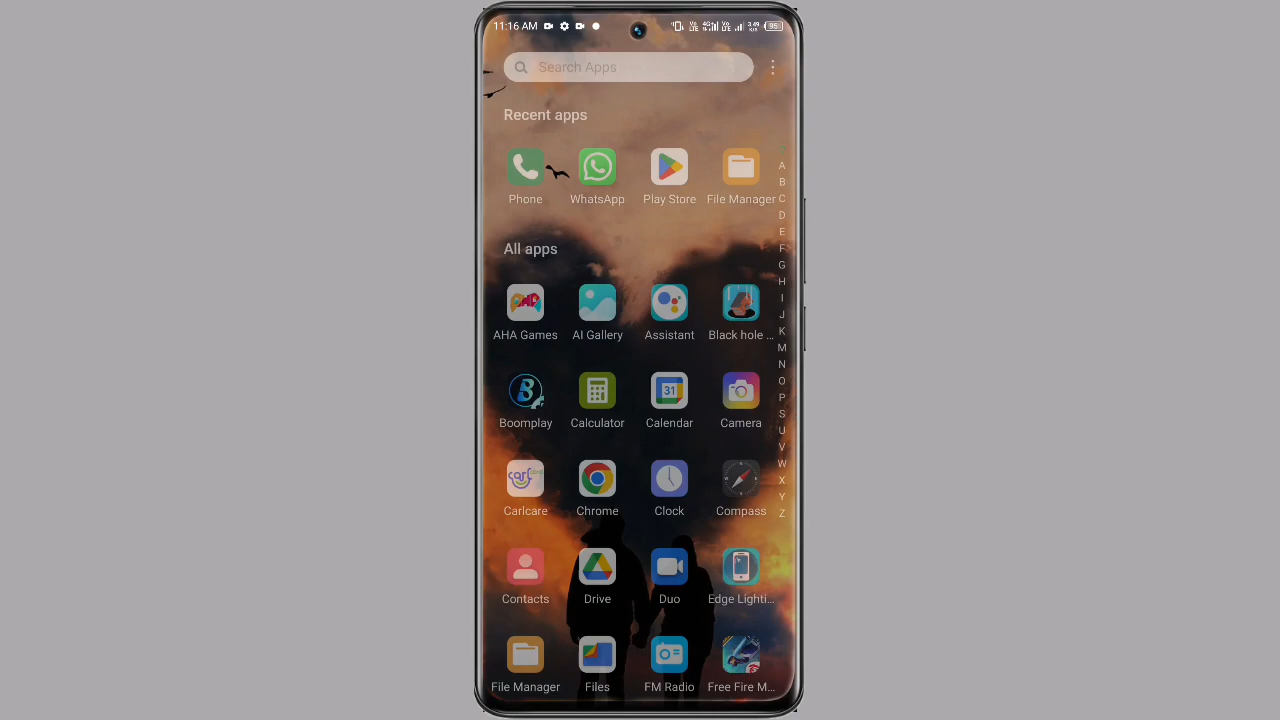 11:16 AM
95
Search Apps
Recent apps
Phone WhatsApp Play Store File Manager
All apps
AHA Games AI Gallery Assistant Black hole ...
Boomplay Calculator Calendar Camera
31
Carlcare Chrome Clock Compass
Contacts Drive Duo Edge Lighti...
File Manager Files FM Radio Free Fire M...
A
B
C
D
E
F
G
H
I
J
K
M
N
O
P
S
U
V
W
X
Y
Z